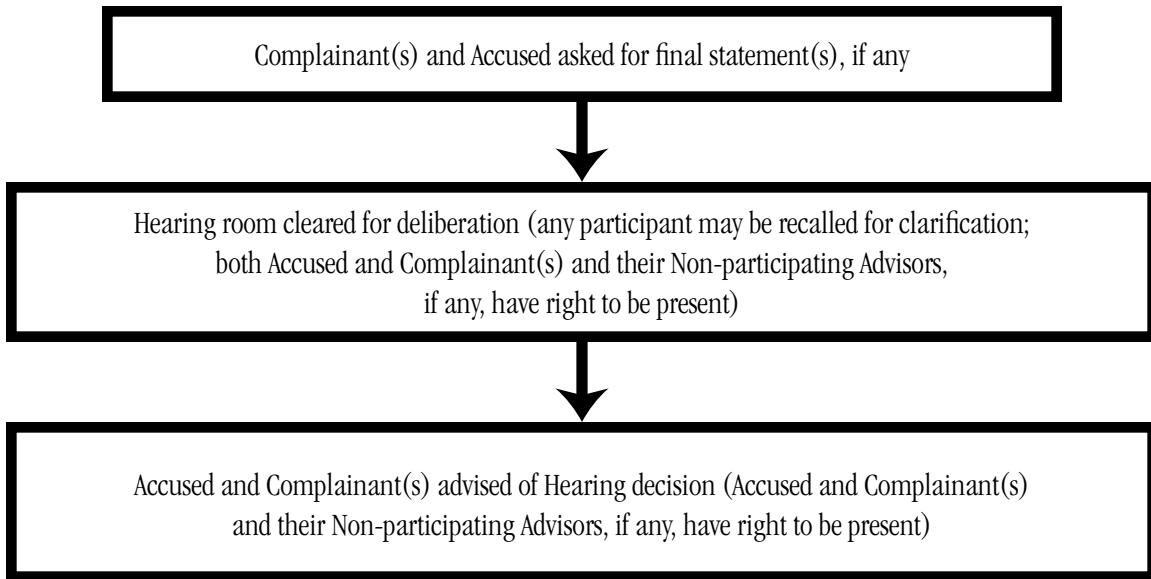 Complainant(s) and Accused asked for final statement(s), if any
Hearing room cleared for deliberation (any participant may be recalled for clarification;
both Accused and Complainant(s) and their Non-participating Advisors,
if any, have right to be present)
Accused and Complainant(s) advised of Hearing decision (Accused and Complainant(s)
and their Non-participating Advisors, if any, have right to be present)